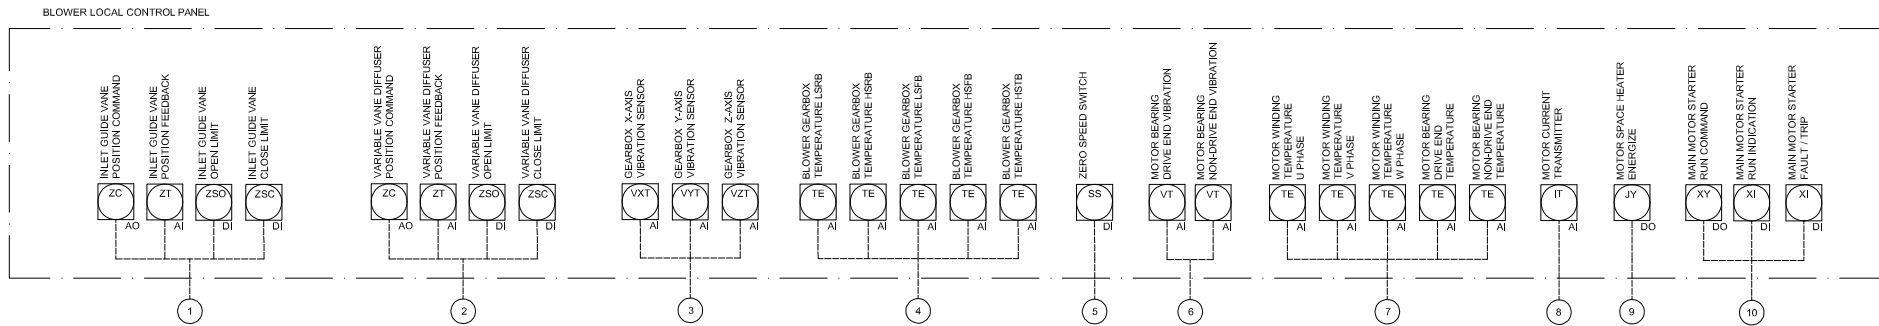 BLOWER LOCAL CONTROL PANEL
INLET GUIDE VANE
POSITION COMMAND
INLET GUIDE VANE
POSITION FEEDBACK
INLET GUIDE VANE
OPEN LIMIT
INLET GUIDE VANE
CLOSE LIMIT
VARIABLE VANE DIFFUSER
POSITION COMMAND
VARIABLE VANE DIFFUSER
POSITION FEEDBACK
VARIABLE VANE DIFFUSER
OPEN LIMIT
VARIABLE VANE DIFFUSER
CLOSE LIMIT
GEARBOX X-AXIS
VIBRATION SENSOR
GEARBOX Y-AXIS
VIBRATION SENSOR
GEARBOX Z-AXIS
VIBRATION SENSOR
BLOWER GEARBOX
TEMPERATURE LSRB
BLOWER GEARBOX
TEMPERATURE HSRB
BLOWER GEARBOX
TEMPERATURE LSFB
BLOWER GEARBOX
TEMPERATURE HSFB
BLOWER GEARBOX
TEMPERATURE HSTB
ZERO SPEED SWITCH
MOTOR BEARING
DRIVE END VIBRATION
MOTOR BEARING
NON-DRIVE END VIBRATION
MOTOR WINDING
TEMPERATURE
U PHASE
MOTOR WINDING
TEMPERATURE
V PHASE
MOTOR WINDING
TEMPERATURE
W PHASE
MOTOR BEARING
DRIVE END
TEMPERATURE
MOTOR BEARING
NON-DRIVE END
TEMPERATURE
MOTOR CURRENT
TRANSMITTER
MOTOR SPACE HEATER
ENERGIZE
MAIN MOTOR STARTER
RUN COMMAND
MAIN MOTOR STARTER
RUN INDICATION
MAIN MOTOR STARTER
FAULT / TRIP
ZC ZT ZSO ZSC ZC ZT ZSO ZSC VXT VYT VZT TE TE TE TE TE SS VT VT TE TE TE TE TE IT JY XY XI XI
AO AI DI DI AO AI DI DI AI AI AI AI AI AI AI AI DI AI AI AI AI AI AI AI AI DO DO DI DI
1 2 3 4 5 6 7 8 9 10